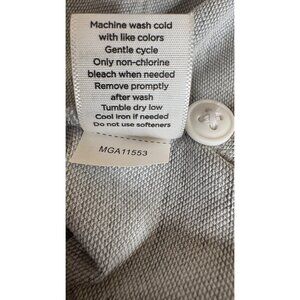 Machine wash cold
with like colors
Gentle cycle
Only non-chlorine
bleach when needed
Remove promptly
after wash
Tumble dry low
Cool iron if needed
Do not use softeners
MGA11553